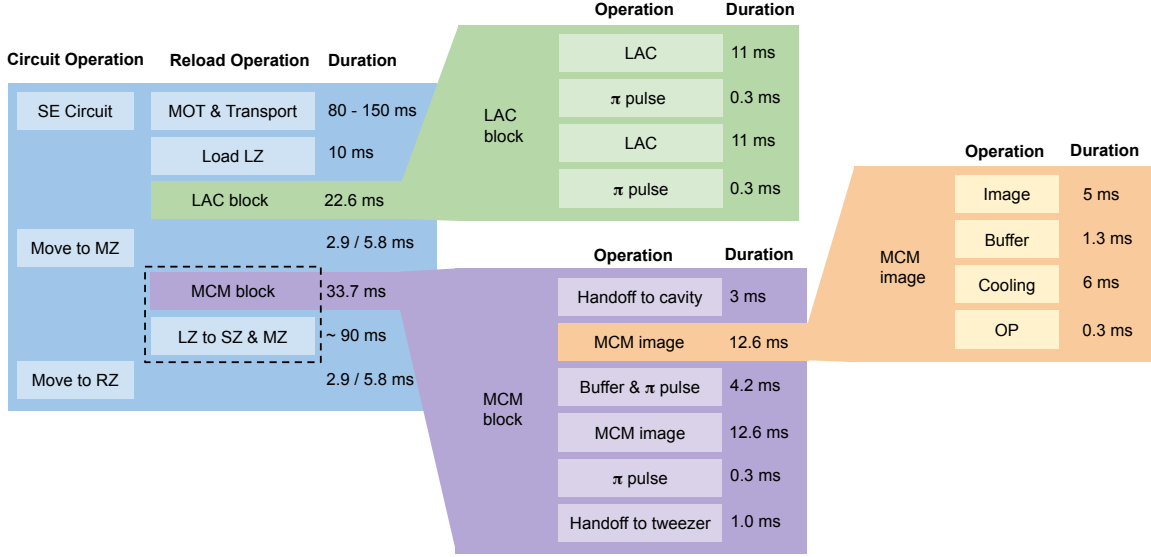 Circuit Operation Reload Operation Duration
SE Circuit MOT & Transport 80 - 150 ms
Load LZ 10 ms
LAC block 22.6 ms
Move to MZ 2.9 / 5.8 ms
MCM block 33.7 ms
LZ to SZ & MZ ~ 90 ms
Move to RZ 2.9 / 5.8 ms
Operation Duration
LAC block
LAC 11 ms
π pulse 0.3 ms
LAC 11 ms
π pulse 0.3 ms
Operation Duration
MCM block
Handoff to cavity 3 ms
MCM image 12.6 ms
Buffer & π pulse 4.2 ms
MCM image 12.6 ms
π pulse 0.3 ms
Handoff to tweezer 1.0 ms
Operation Duration
MCM image
Image 5 ms
Buffer 1.3 ms
Cooling 6 ms
OP 0.3 ms